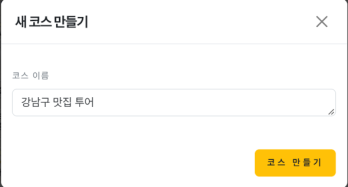 새 코스 만들기
코스 이름
강남구 맛집 투어
코스 만들기